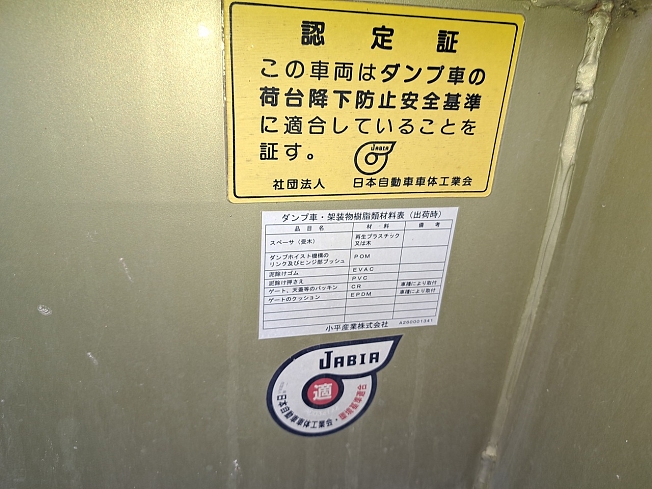 認定証
この車両はダンプ車の
荷台降下防止安全基準
に適合していることを
証す。
JABIA
社団法人 日本自動車車体工業会
ダンプ車・架装物樹脂類材料表（出荷時）
品目名 材料 備考
スペーサ（受木） 再生プラスチック
又は木
ダンプホイスト機構の
リンク及びヒンジ部ブッシュ POM
泥除けゴム EVAC
泥除け押さえ PVC
ゲート、天蓋等のパッキン CR 車種により取付
ゲートのクッション EPDM 車種により取付
小平産業株式会社 A200001341
JABIA
適
日本自動車車体工業会